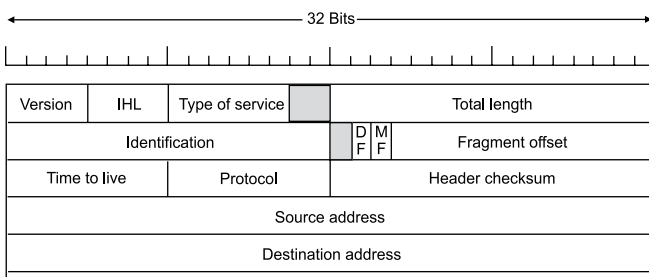 32 Bits
Version IHL Type of service Total length
Identification D F M F Fragment offset
Time to live Protocol Header checksum
Source address
Destination address